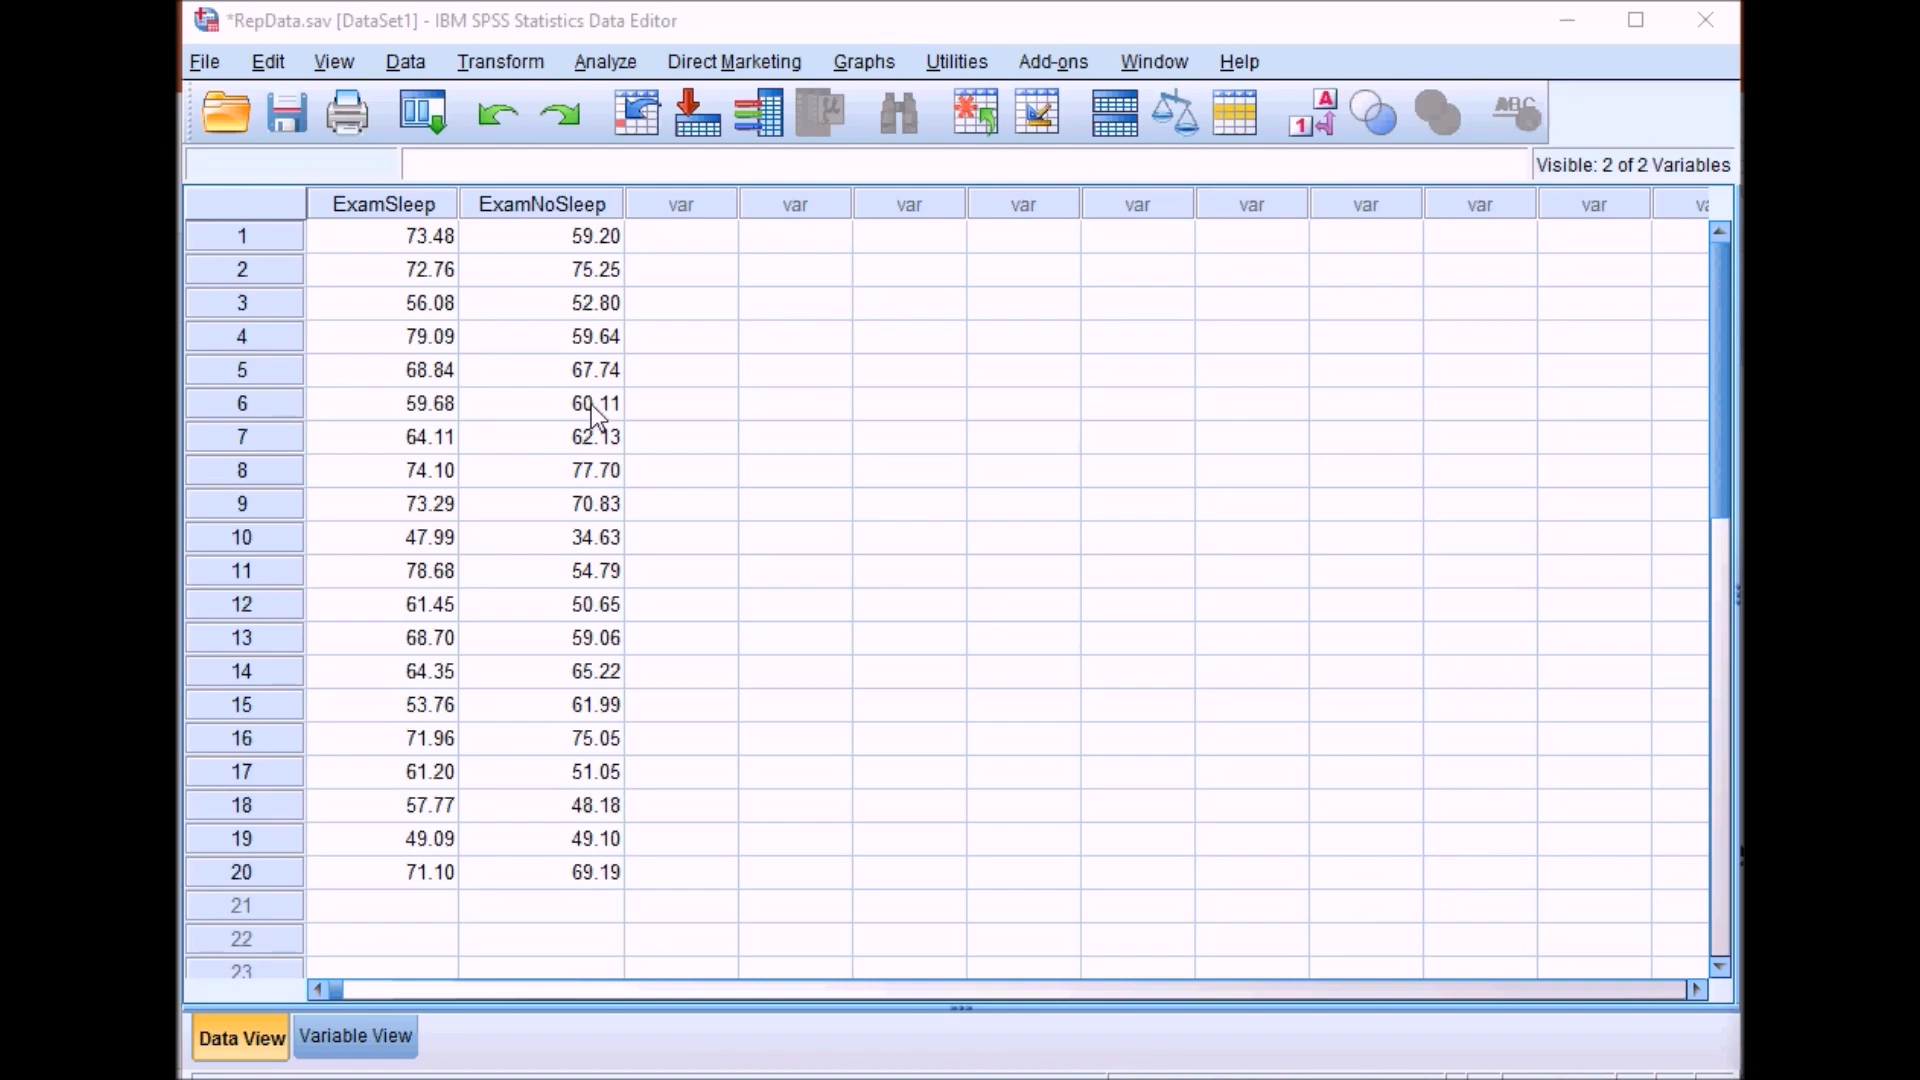 *RepData.sav [DataSet1] - IBM SPSS Statistics Data Editor
File Edit View Data Transform Analyze Direct Marketing Graphs Utilities Add-ons Window Help
A
1
ABC
Visible: 2 of 2 Variables
ExamSleep ExamNoSleep var var var var var var var var var
1 73.48 59.20
2 72.76 75.25
3 56.08 52.80
4 79.09 59.64
5 68.84 67.74
6 59.68 60.11
7 64.11 62.13
8 74.10 77.70
9 73.29 70.83
10 47.99 34.63
11 78.68 54.79
12 61.45 50.65
13 68.70 59.06
14 64.35 65.22
15 53.76 61.99
16 71.96 75.05
17 61.20 51.05
18 57.77 48.18
19 49.09 49.10
20 71.10 69.19
21
22
23
Data View Variable View